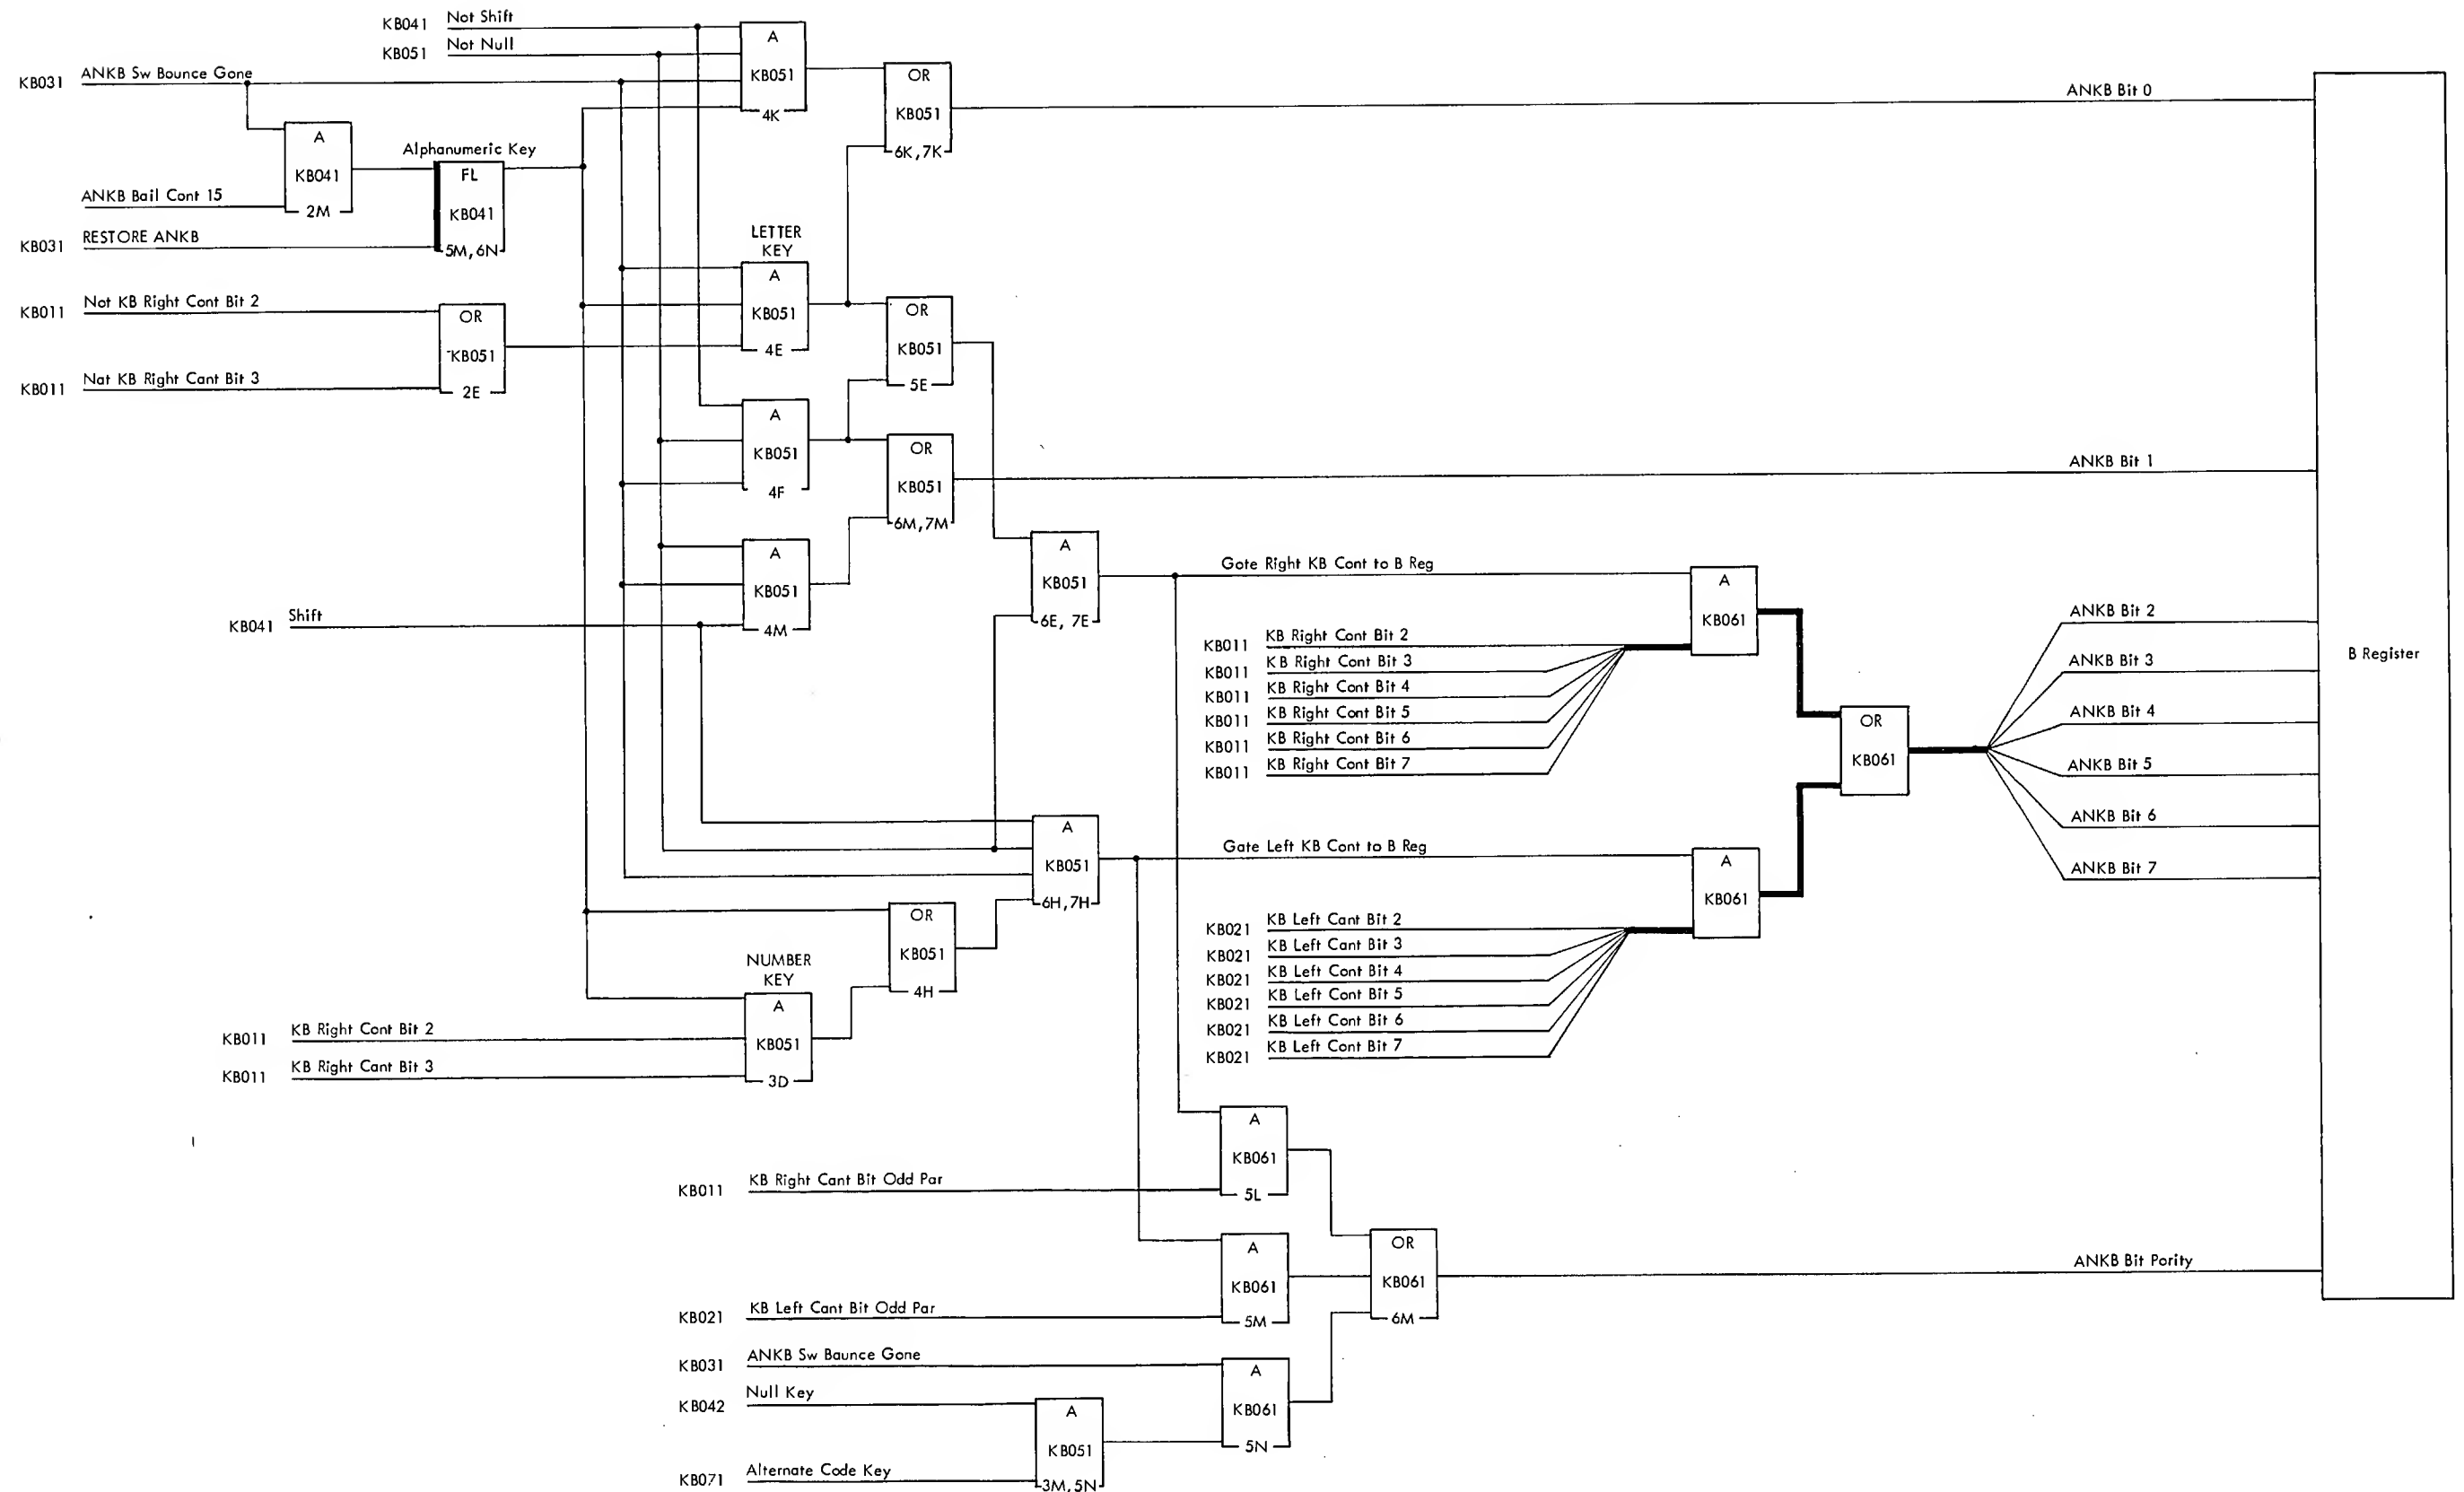 KB041 Not Shift
KB051 Not Null
KB031 ANKB Sw Bounce Gone
A
KB051
4K
OR
KB051
6K,7K
ANKB Bit 0
A
KB041
2M
ANKB Bail Cont 15
Alphanumeric Key
FL
KB041
5M,6N
KB031 RESTORE ANKB
LETTER
KEY
A
KB051
4E
KB011 Not KB Right Cont Bit 2
OR
KB051
2E
KB011 Nat KB Right Cant Bit 3
OR
KB051
5E
A
KB051
4F
OR
KB051
6M,7M
ANKB Bit 1
A
KB051
4M
KB041 Shift
A
KB051
6E, 7E
Gote Right KB Cont to B Reg
A
KB061
KB011 KB Right Cont Bit 2
KB011 KB Right Cont Bit 3
KB011 KB Right Cont Bit 4
KB011 KB Right Cont Bit 5
KB011 KB Right Cont Bit 6
KB011 KB Right Cont Bit 7
OR
KB061
ANKB Bit 2
ANKB Bit 3
ANKB Bit 4
ANKB Bit 5
ANKB Bit 6
ANKB Bit 7
B Register
A
KB051
6H,7H
Gate Left KB Cont to B Reg
A
KB061
KB021 KB Left Cant Bit 2
KB021 KB Left Cant Bit 3
KB021 KB Left Cant Bit 4
KB021 KB Left Cont Bit 5
KB021 KB Left Cont Bit 6
KB021 KB Left Cont Bit 7
OR
KB051
4H
NUMBER
KEY
A
KB051
3D
KB011 KB Right Cont Bit 2
KB011 KB Right Cant Bit 3
A
KB061
5L
KB011 KB Right Cant Bit Odd Par
A
KB061
5M
KB021 KB Left Cant Bit Odd Par
OR
KB061
6M
ANKB Bit Pority
KB031 ANKB Sw Baunce Gone
A
KB061
5N
KB042 Null Key
A
KB051
3M,5N
KB071 Alternate Code Key